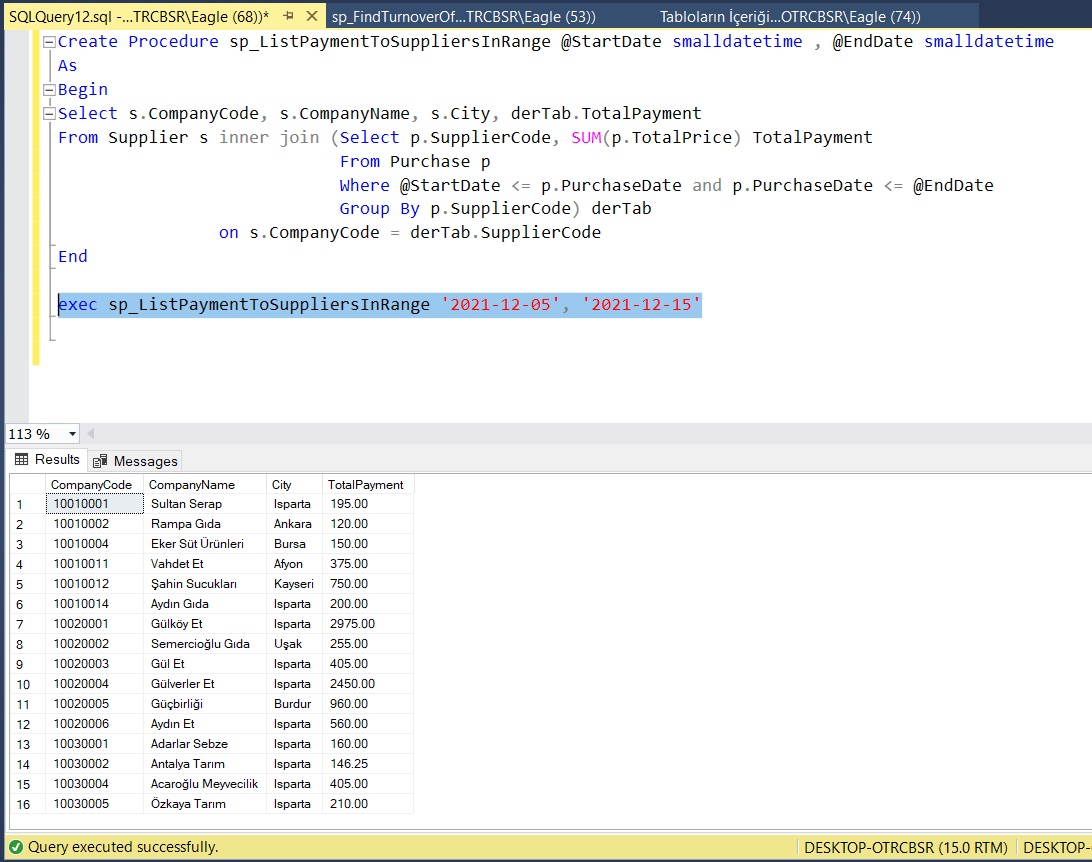 SQLQuery12.sql -...TRCBSR\Eagle (68))* sp_FindTurnoverOf...TRCBSR\Eagle (53)) Tabloların İçeriği...OTRCBSR\Eagle (74))
Create Procedure sp_ListPaymentToSuppliersInRange @StartDate smalldatetime , @EndDate smalldatetime
As
Begin
Select s.CompanyCode, s.CompanyName, s.City, derTab.TotalPayment
From Supplier s inner join (Select p.SupplierCode, SUM(p.TotalPrice) TotalPayment
From Purchase p
Where @StartDate <= p.PurchaseDate and p.PurchaseDate <= @EndDate
Group By p.SupplierCode) derTab
on s.CompanyCode = derTab.SupplierCode
End
exec sp_ListPaymentToSuppliersInRange '2021-12-05', '2021-12-15'
113 %
Results Messages
CompanyCode CompanyName City TotalPayment
1 10010001 Sultan Serap Isparta 195.00
2 10010002 Rampa Gıda Ankara 120.00
3 10010004 Eker Süt Ürünleri Bursa 150.00
4 10010011 Vahdet Et Afyon 375.00
5 10010012 Şahin Sucukları Kayseri 750.00
6 10010014 Aydın Gıda Isparta 200.00
7 10020001 Gülköy Et Isparta 2975.00
8 10020002 Semercioğlu Gıda Uşak 255.00
9 10020003 Gül Et Isparta 405.00
10 10020004 Gülverler Et Isparta 2450.00
11 10020005 Güçbirliği Burdur 960.00
12 10020006 Aydın Et Isparta 560.00
13 10030001 Adarlar Sebze Isparta 160.00
14 10030002 Antalya Tarım Isparta 146.25
15 10030004 Acaroğlu Meyvecilik Isparta 405.00
16 10030005 Özkaya Tarım Isparta 210.00
Query executed successfully. DESKTOP-OTRCBSR (15.0 RTM) DESKTOP-